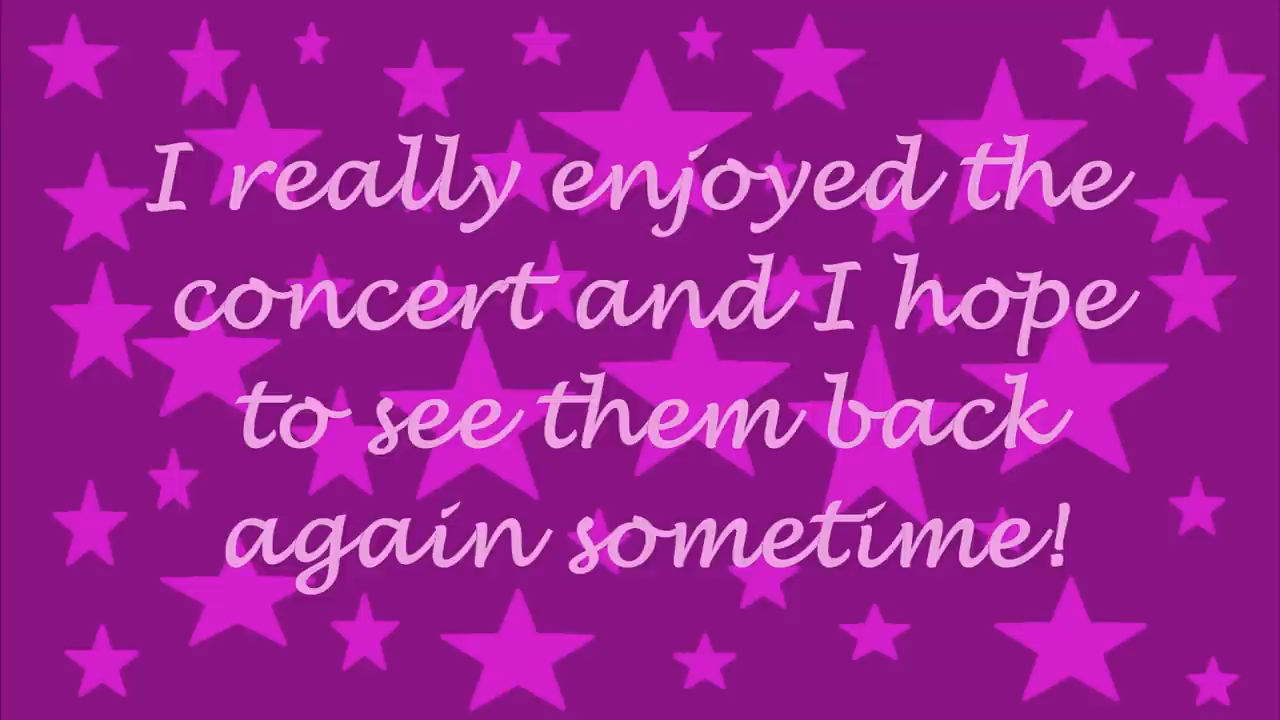 I really enjoyed the
concert and I hope
to see them back
again sometime!